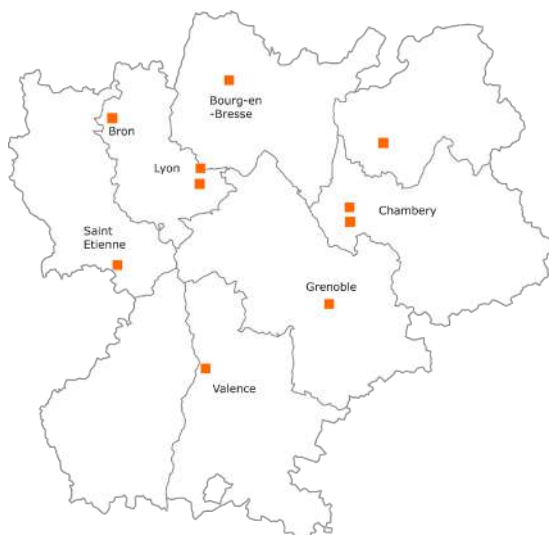 Bourg-en
-Bresse
Bron
Lyon
Chambery
Saint
Etienne
Grenoble
Valence